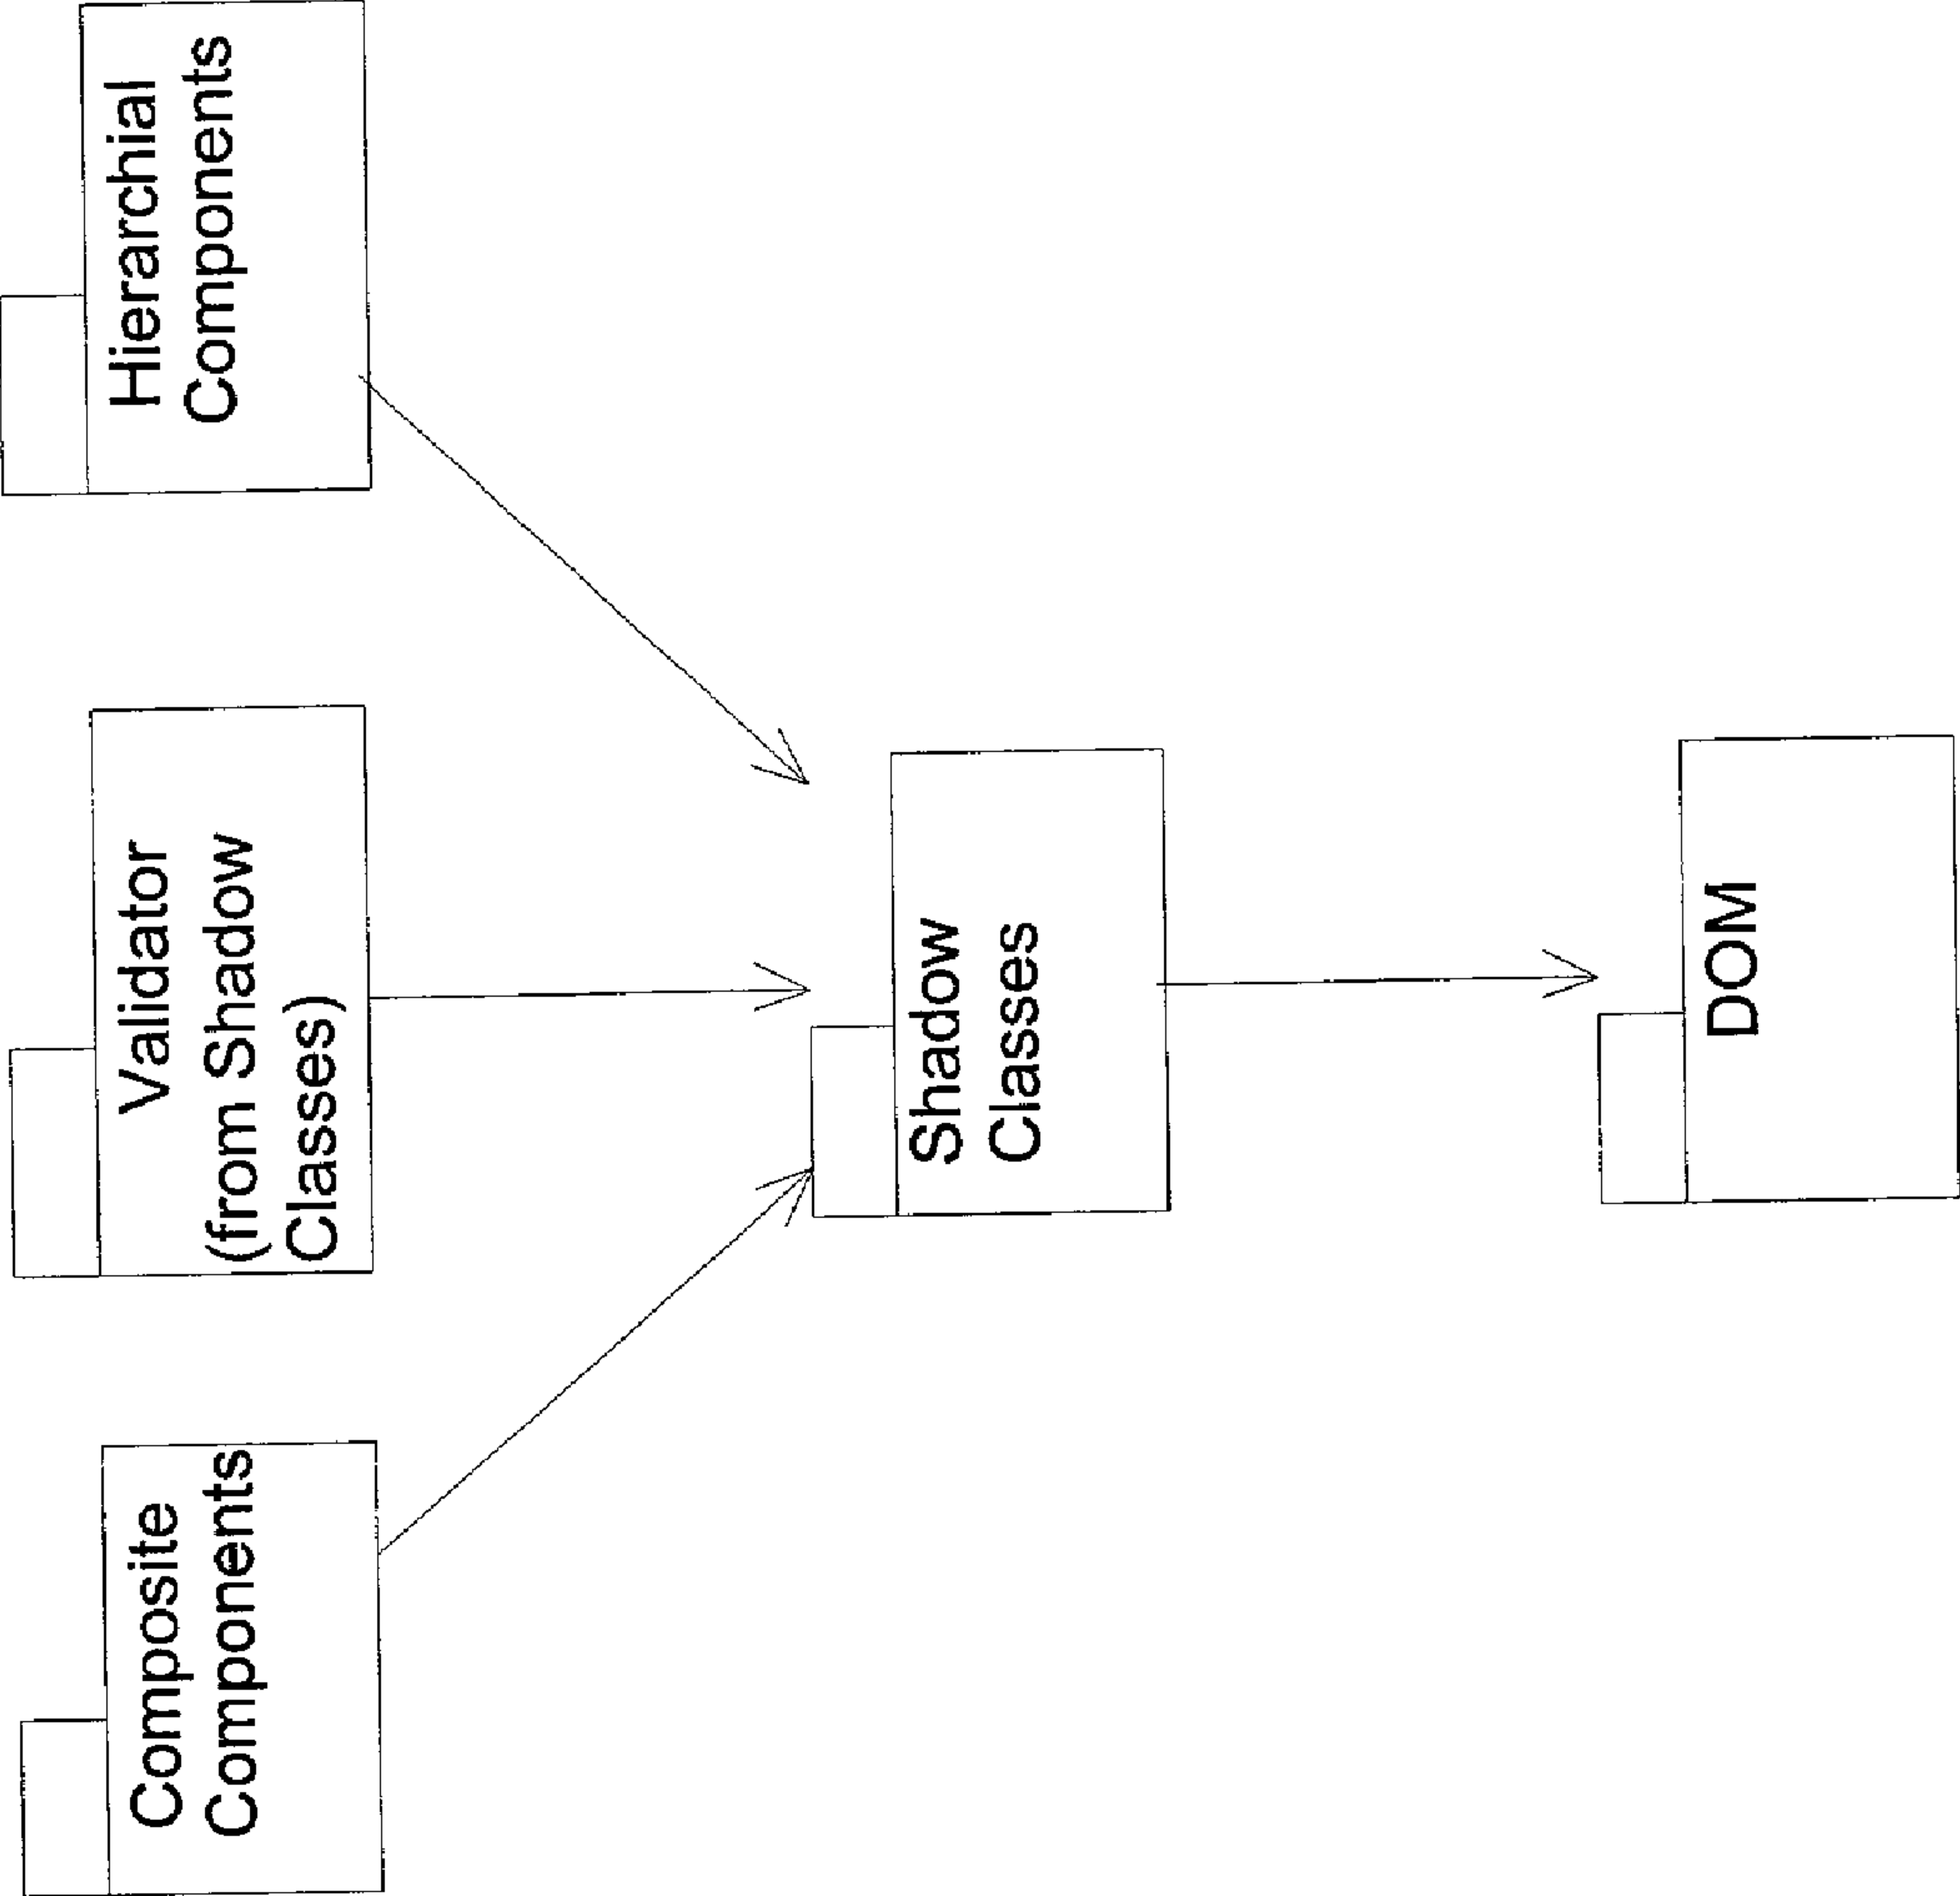 Composite
Components
Validator
(from Shadow
Classes)
Hierarchial
Components
Shadow
Classes
DOM